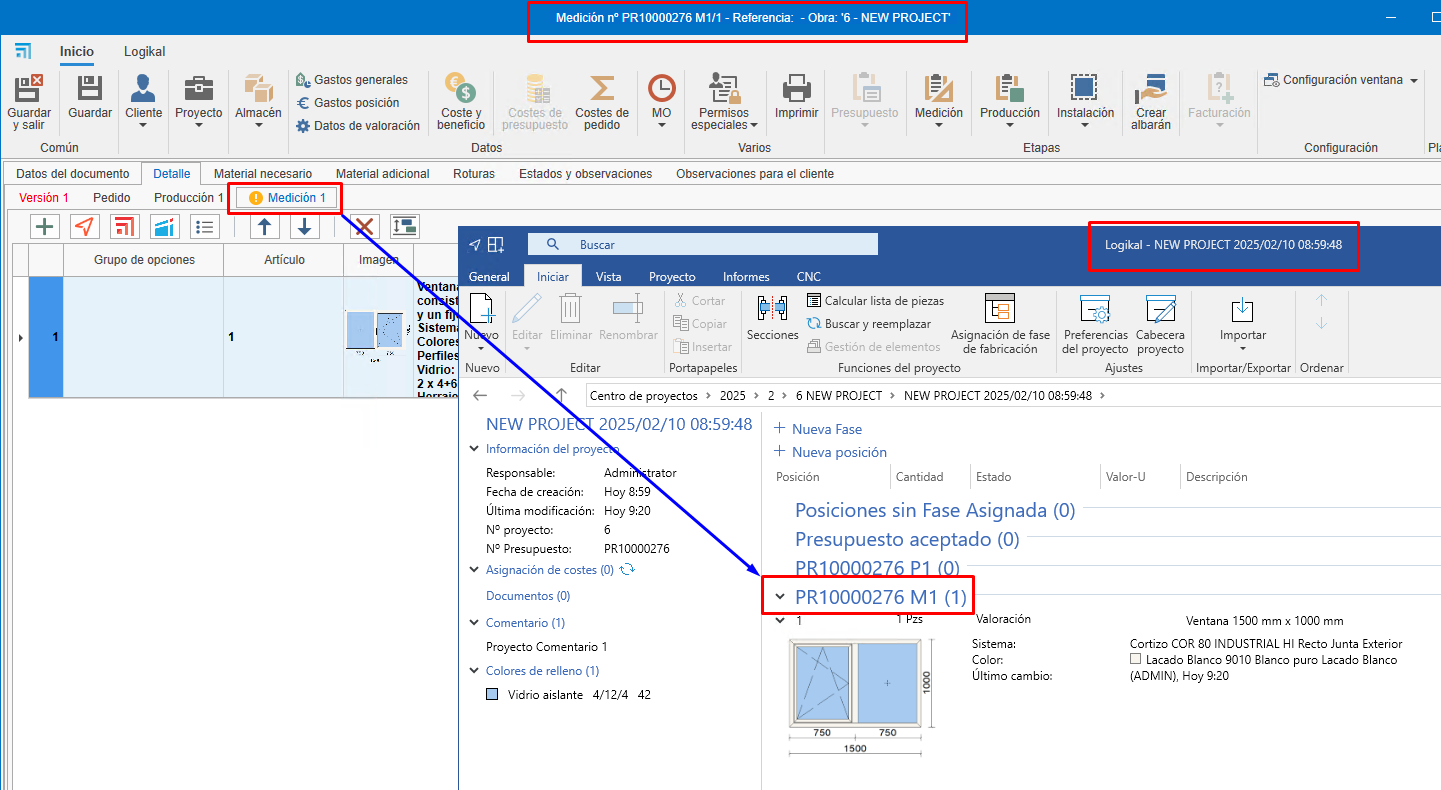 Medición nº PR10000276 M1/1 - Referencia:  - Obra: '6 - NEW PROJECT'
Inicio Logikal
Guardar y salir
Guardar
Cliente
Proyecto
Almacén
Gastos generales
Gastos posición
Datos de valoración
Coste y beneficio
Costes de presupuesto
Costes de pedido
MO
Permisos especiales
Imprimir
Presupuesto
Medición
Producción
Instalación
Crear albarán
Facturación
Configuración ventana
Común Datos Varios Etapas Configuración
Datos del documento Detalle Material necesario Material adicional Roturas Estados y observaciones Observaciones para el cliente
Versión 1 Pedido Producción 1 Medición 1
Grupo de opciones Artículo Imagen
1 1
Ventana
consist
y un fij
Sistema
Colores
Perfiles
Vidrio:
2 x 4+6
Herraje
750 750
Buscar
Logikal - NEW PROJECT 2025/02/10 08:59:48
General Iniciar Vista Proyecto Informes CNC
Nuevo
Editar
Eliminar
Renombrar
Cortar
Copiar
Insertar
Secciones
Calcular lista de piezas
Buscar y reemplazar
Gestión de elementos
Asignación de fase de fabricación
Preferencias del proyecto
Cabecera proyecto
Importar
Nuevo Editar Portapapeles Funciones del proyecto Ajustes Importar/Exportar Ordenar
Centro de proyectos > 2025 > 2 > 6 NEW PROJECT > NEW PROJECT 2025/02/10 08:59:48 >
NEW PROJECT 2025/02/10 08:59:48
Información del proyecto
Responsable: Administrator
Fecha de creación: Hoy 8:59
Última modificación: Hoy 9:20
Nº proyecto: 6
Nº Presupuesto: PR10000276
Asignación de costes (0)
Documentos (0)
Comentario (1)
Proyecto Comentario 1
Colores de relleno (1)
Vidrio aislante 4/12/4 42
Nueva Fase
Nueva posición
Posición Cantidad Estado Valor-U Descripción
Posiciones sin Fase Asignada (0)
Presupuesto aceptado (0)
PR10000276 P1 (0)
PR10000276 M1 (1)
1 1 Pzs Valoración Ventana 1500 mm x 1000 mm
Sistema: Cortizo COR 80 INDUSTRIAL HI Recto Junta Exterior
Color: Lacado Blanco 9010 Blanco puro Lacado Blanco
Último cambio: (ADMIN), Hoy 9:20
1000
750 750
1500